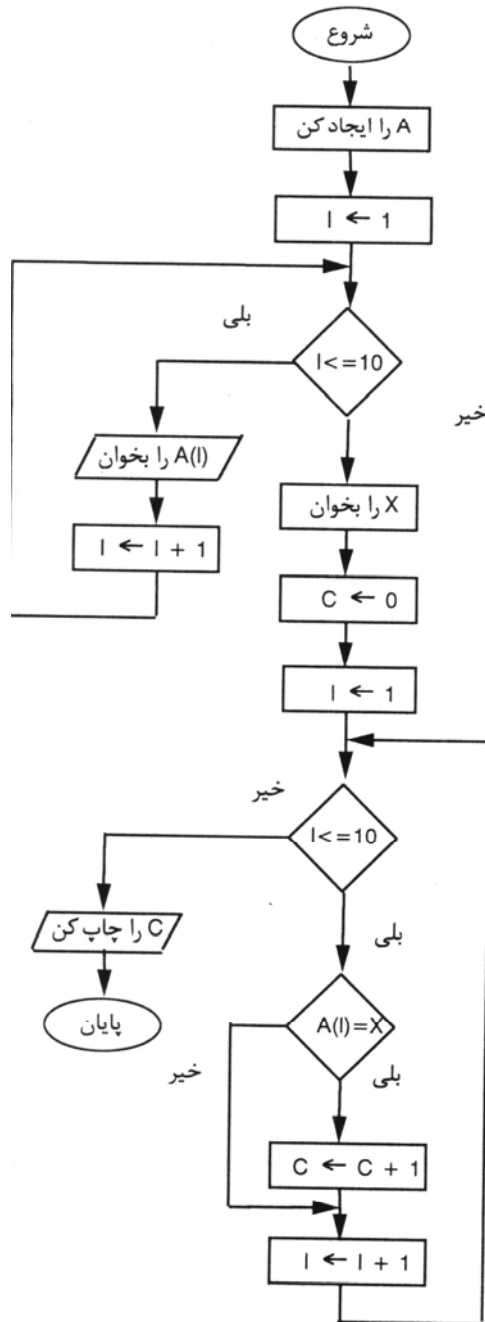 شروع
A را ایجاد کن
I ← 1
بلی
I<=10
خیر
A(I) را بخوان
X را بخوان
I ← I + 1
C ← 0
I ← 1
خیر
I<=10
C را چاپ کن
بلی
پایان
A(I)=X
خیر
بلی
C ← C + 1
I ← I + 1